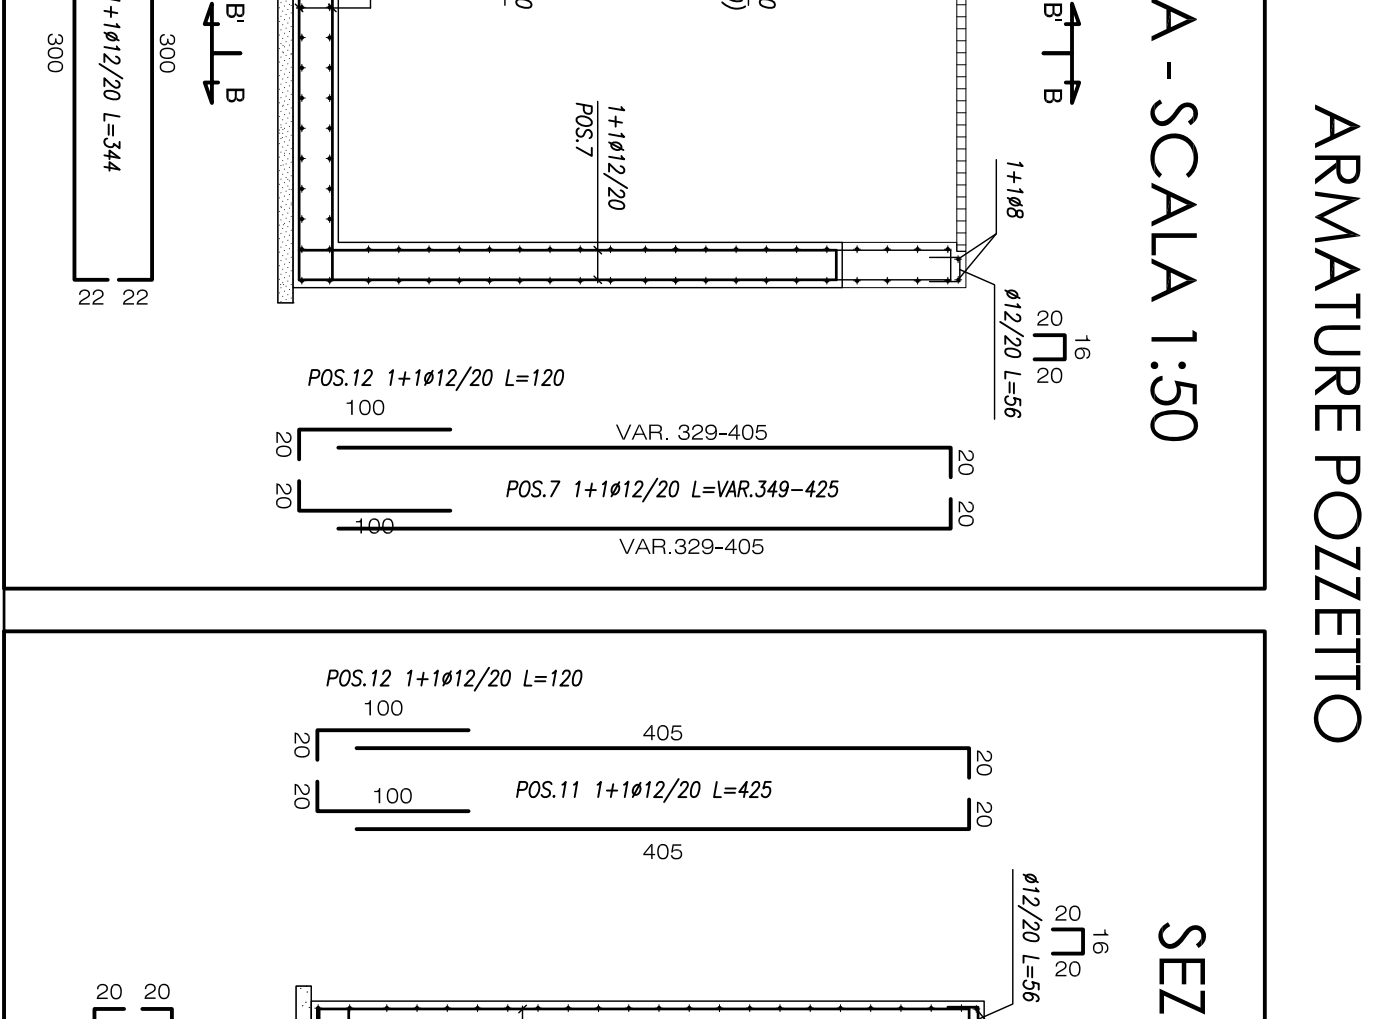 ARMATURE POZZETTO
A - SCALA 1:50
B'
B
B'
B
300
300
1+1ø12/20 L=344
22
22
1+1ø12/20
POS.7
1+1ø8
ø12/20 L=56
20
16
20
POS.12 1+1ø12/20 L=120
100
20
20
100
VAR. 329-405
20
POS.7 1+1ø12/20 L=VAR.349-425
20
VAR.329-405
POS.12 1+1ø12/20 L=120
100
20
20
100
405
20
POS.11 1+1ø12/20 L=425
20
405
ø12/20 L=56
20
16
20
SEZ
20
20